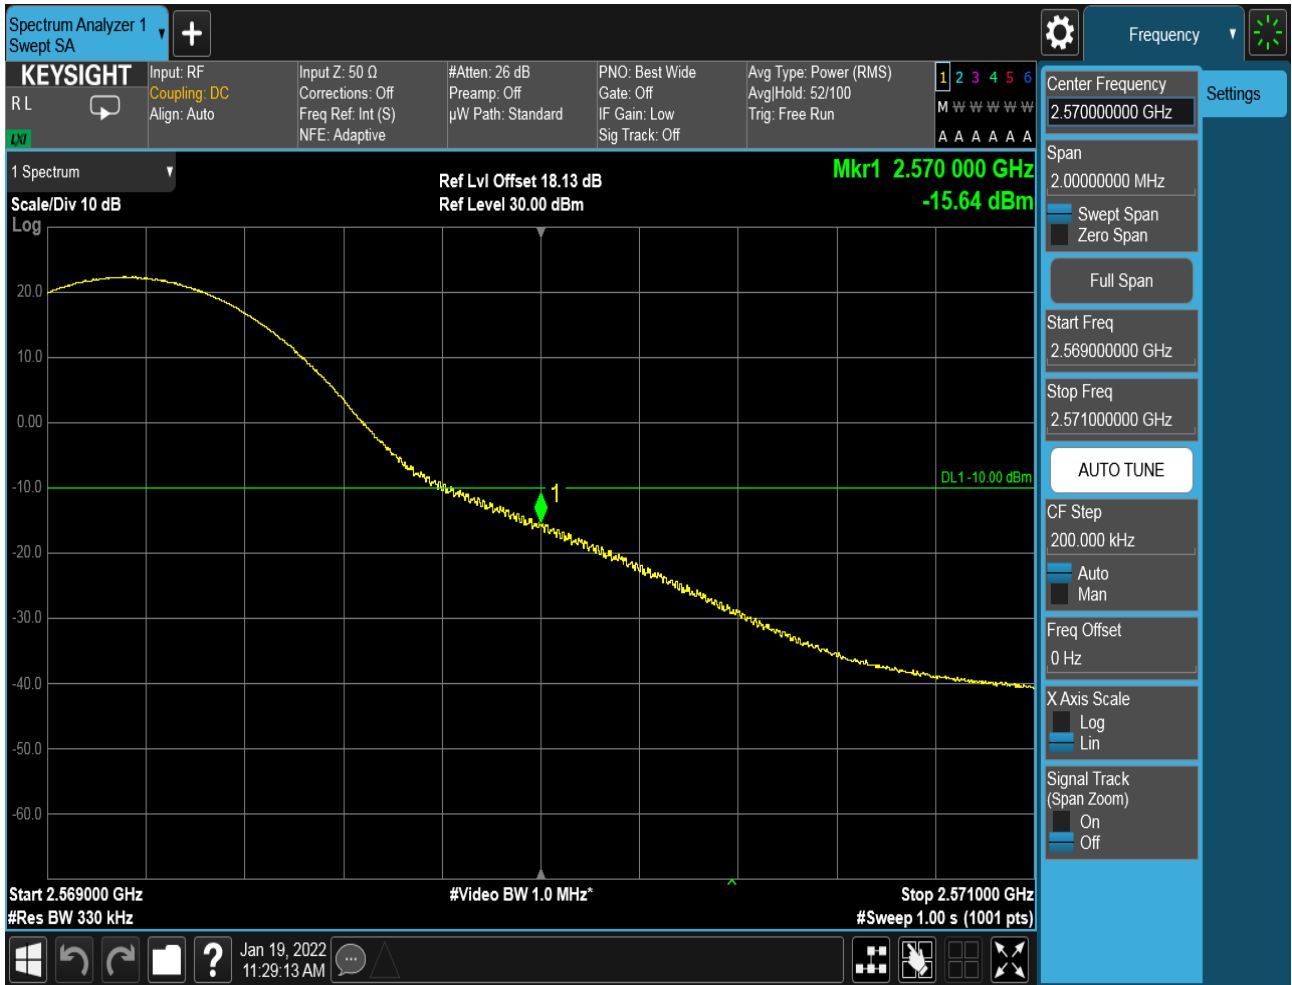 Spectrum Analyzer 1
Swept SA
Frequency
KEYSIGHT
R L
LXI
Input: RF
Coupling: DC
Align: Auto
Input Z: 50 Ω
Corrections: Off
Freq Ref: Int (S)
NFE: Adaptive
#Atten: 26 dB
Preamp: Off
µW Path: Standard
PNO: Best Wide
Gate: Off
IF Gain: Low
Sig Track: Off
Avg Type: Power (RMS)
Avg|Hold: 52/100
Trig: Free Run
1 2 3 4 5 6
M W W W W W
A A A A A A
1 Spectrum
Scale/Div 10 dB
Log
Ref Lvl Offset 18.13 dB
Ref Level 30.00 dBm
Mkr1 2.570 000 GHz
-15.64 dBm
20.0
10.0
0.00
-10.0
-20.0
-30.0
-40.0
-50.0
-60.0
DL1 -10.00 dBm
1
Start 2.569000 GHz
#Res BW 330 kHz
#Video BW 1.0 MHz*
Stop 2.571000 GHz
#Sweep 1.00 s (1001 pts)
?
Jan 19, 2022
11:29:13 AM
Center Frequency
2.570000000 GHz
Settings
Span
2.00000000 MHz
Swept Span
Zero Span
Full Span
Start Freq
2.569000000 GHz
Stop Freq
2.571000000 GHz
AUTO TUNE
CF Step
200.000 kHz
Auto
Man
Freq Offset
0 Hz
X Axis Scale
Log
Lin
Signal Track
(Span Zoom)
On
Off